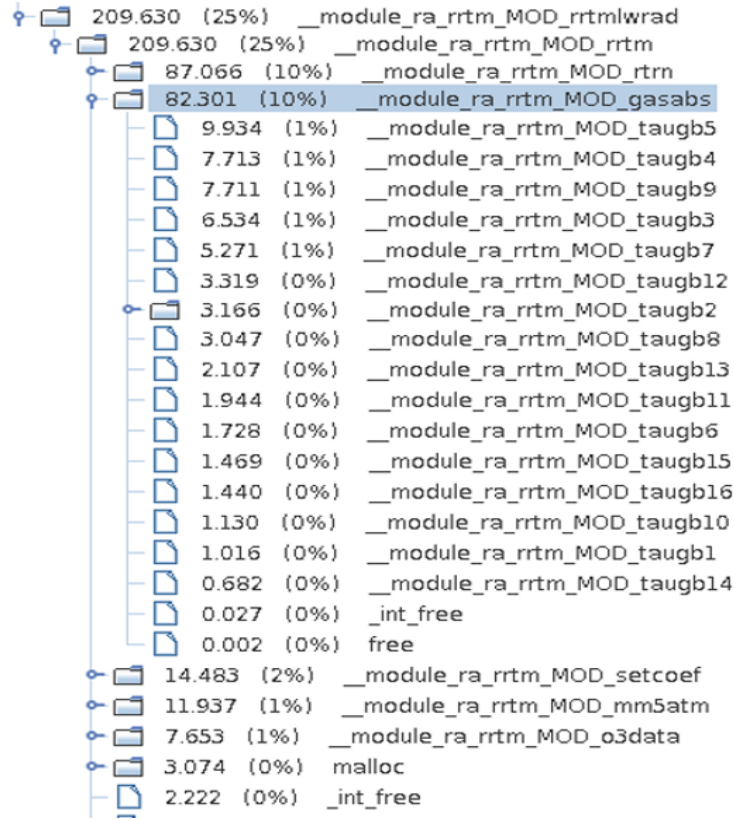 209.630 (25%) __module_ra_rrtm_MOD_rrtmlwrad
209.630 (25%) __module_ra_rrtm_MOD_rrtm
87.066 (10%) __module_ra_rrtm_MOD_rtrn
82.301 (10%) __module_ra_rrtm_MOD_gasabs
9.934 (1%) __module_ra_rrtm_MOD_taugb5
7.713 (1%) __module_ra_rrtm_MOD_taugb4
7.711 (1%) __module_ra_rrtm_MOD_taugb9
6.534 (1%) __module_ra_rrtm_MOD_taugb3
5.271 (1%) __module_ra_rrtm_MOD_taugb7
3.319 (0%) __module_ra_rrtm_MOD_taugb12
3.166 (0%) __module_ra_rrtm_MOD_taugb2
3.047 (0%) __module_ra_rrtm_MOD_taugb8
2.107 (0%) __module_ra_rrtm_MOD_taugb13
1.944 (0%) __module_ra_rrtm_MOD_taugb11
1.728 (0%) __module_ra_rrtm_MOD_taugb6
1.469 (0%) __module_ra_rrtm_MOD_taugb15
1.440 (0%) __module_ra_rrtm_MOD_taugb16
1.130 (0%) __module_ra_rrtm_MOD_taugb10
1.016 (0%) __module_ra_rrtm_MOD_taugb1
0.682 (0%) __module_ra_rrtm_MOD_taugb14
0.027 (0%) _int_free
0.002 (0%) free
14.483 (2%) __module_ra_rrtm_MOD_setcoef
11.937 (1%) __module_ra_rrtm_MOD_mm5atm
7.653 (1%) __module_ra_rrtm_MOD_o3data
3.074 (0%) malloc
2.222 (0%) _int_free